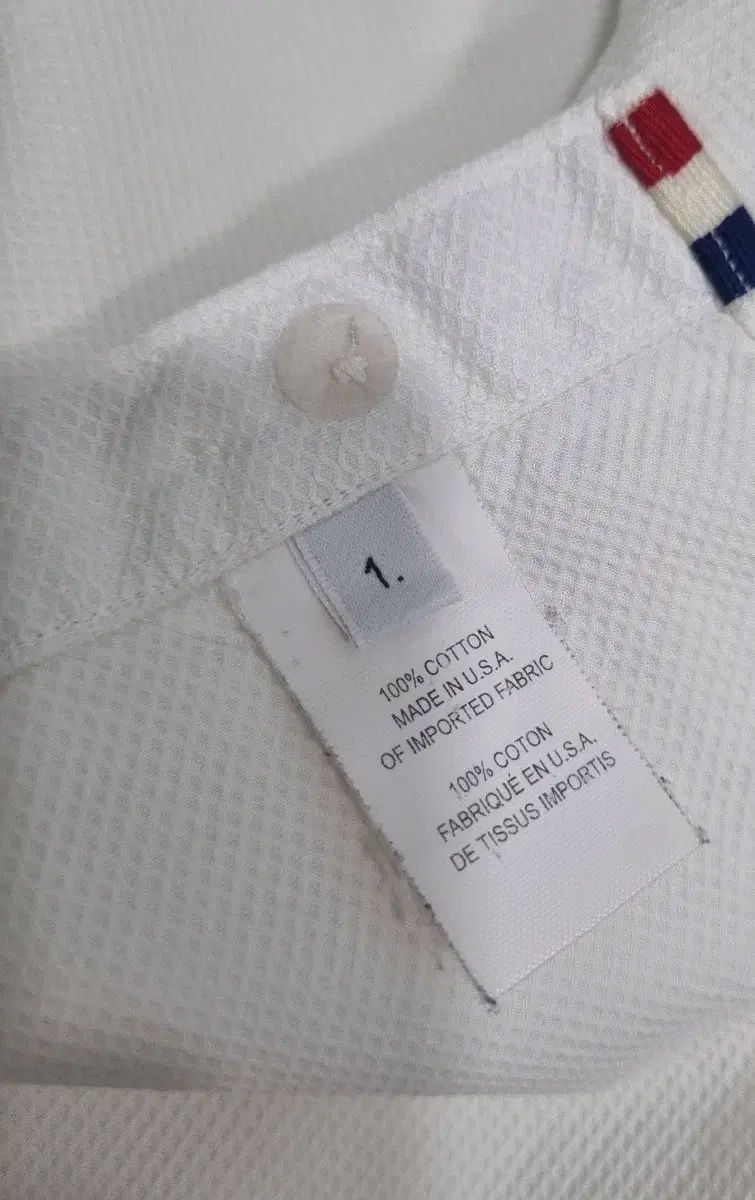 1.
100% COTTON
MADE IN U.S.A.
OF IMPORTED FABRIC
100% COTON
FABRIQUÉ EN U.S.A.
DE TISSUS IMPORTIS